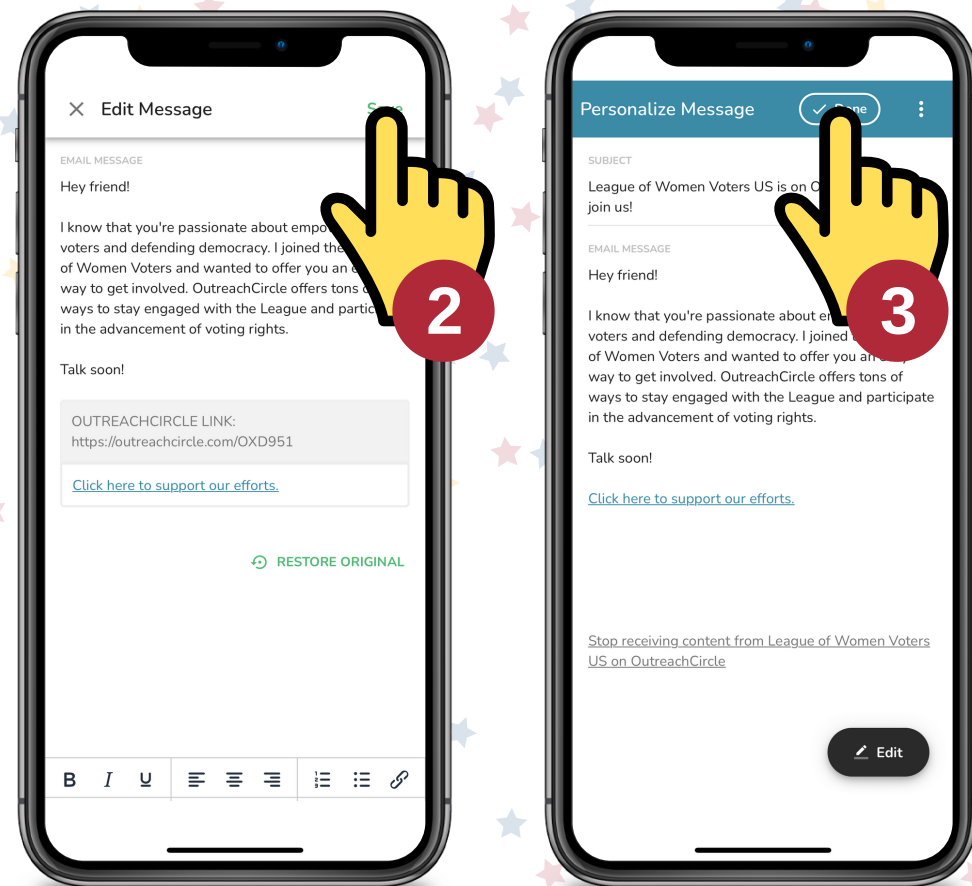 Edit Message
EMAIL MESSAGE
Hey friend!
I know that you're passionate about
voters and defending democracy. I joined the
of Women Voters and wanted to offer you an
way to get involved. OutreachCircle offers tons
ways to stay engaged with the League and
in the advancement of voting rights.
Talk soon!
OUTREACHCIRCLE LINK:
https://outreachcircle.com/OXD951
Click here to support our efforts.
RESTORE ORIGINAL
B I U
2
Personalize Message
Done
SUBJECT
League of Women Voters US is on
join us!
EMAIL MESSAGE
Hey friend!
I know that you're passionate about
voters and defending democracy. I joined
of Women Voters and wanted to offer you an
way to get involved. OutreachCircle offers tons of
ways to stay engaged with the League and participate
in the advancement of voting rights.
Talk soon!
Click here to support our efforts.
Stop receiving content from League of Women Voters
US on OutreachCircle
Edit
3